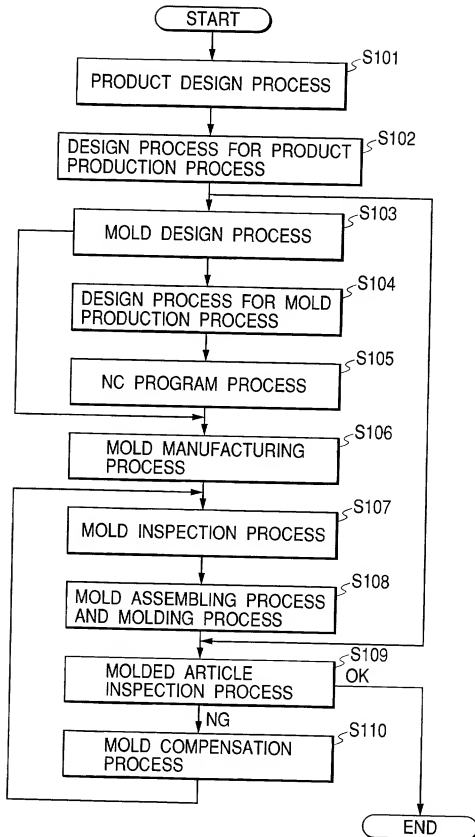 START
S101
PRODUCT DESIGN PROCESS
S102
DESIGN PROCESS FOR PRODUCT
PRODUCTION PROCESS
S103
MOLD DESIGN PROCESS
S104
DESIGN PROCESS FOR MOLD
PRODUCTION PROCESS
S105
NC PROGRAM PROCESS
S106
MOLD MANUFACTURING
PROCESS
S107
MOLD INSPECTION PROCESS
S108
MOLD ASSEMBLING PROCESS
AND MOLDING PROCESS
S109
MOLDED ARTICLE
INSPECTION PROCESS
OK
NG
S110
MOLD COMPENSATION
PROCESS
END